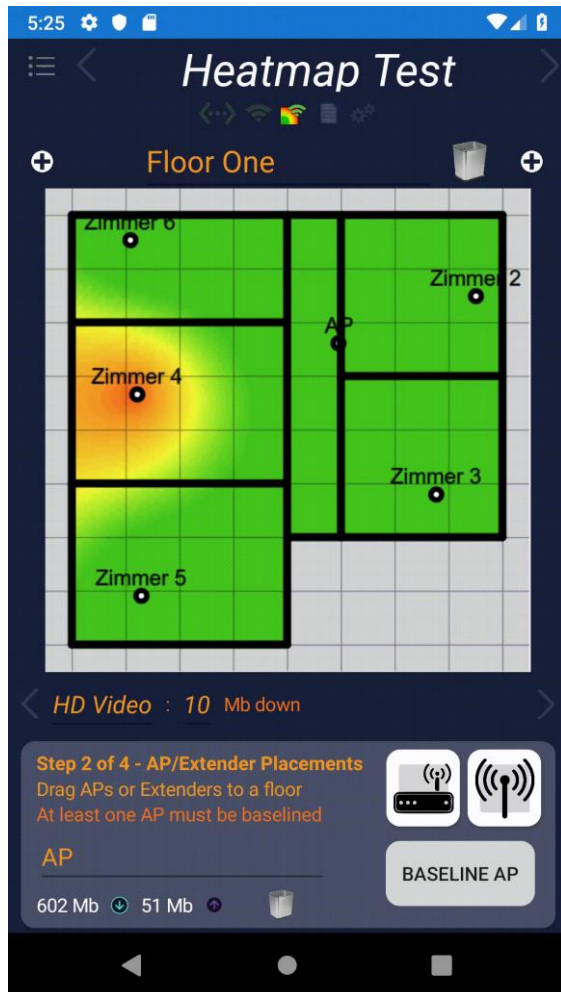 5:25
Heatmap Test
Floor One
Zimmer 6
Zimmer 2
AP
Zimmer 4
Zimmer 3
Zimmer 5
HD Video : 10 Mb down
Step 2 of 4 - AP/Extender Placements
Drag APs or Extenders to a floor
At least one AP must be baselined
AP
BASELINE AP
602 Mb 51 Mb